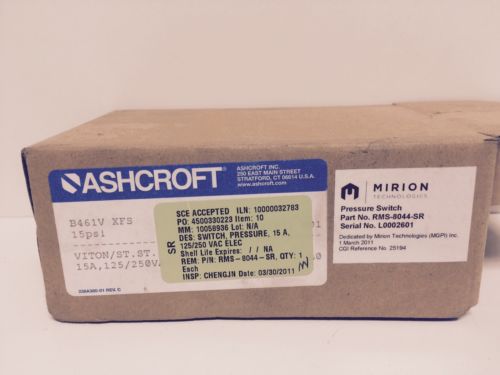 ASHCROFT
ASHCROFT INC.
250 EAST MAIN STREET
STRATFORD, CT 06614 U.S.A.
www.ashcroft.com
B461V XFS
15psi
VITON/ST.ST.
15A,125/250V
238A300-01 REV. C
SR
SCE ACCEPTED ILN: 10000032783
PO: 4500330223 Item: 10
MM: 10058936 Lot: N/A
DES: SWITCH, PRESSURE, 15 A,
125/250 VAC ELEC
Shelf Life Expires: / / NA
REM: P/N: RMS-8044-SR, QTY: 1
Each
INSP: CHENGJN Date: 03/30/2011
MIRION
TECHNOLOGIES
Pressure Switch
Part No. RMS-8044-SR
Serial No. L0002601
Dedicated by Mirion Technologies (MGPI) Inc.
1 March 2011
CGI Reference No 25194